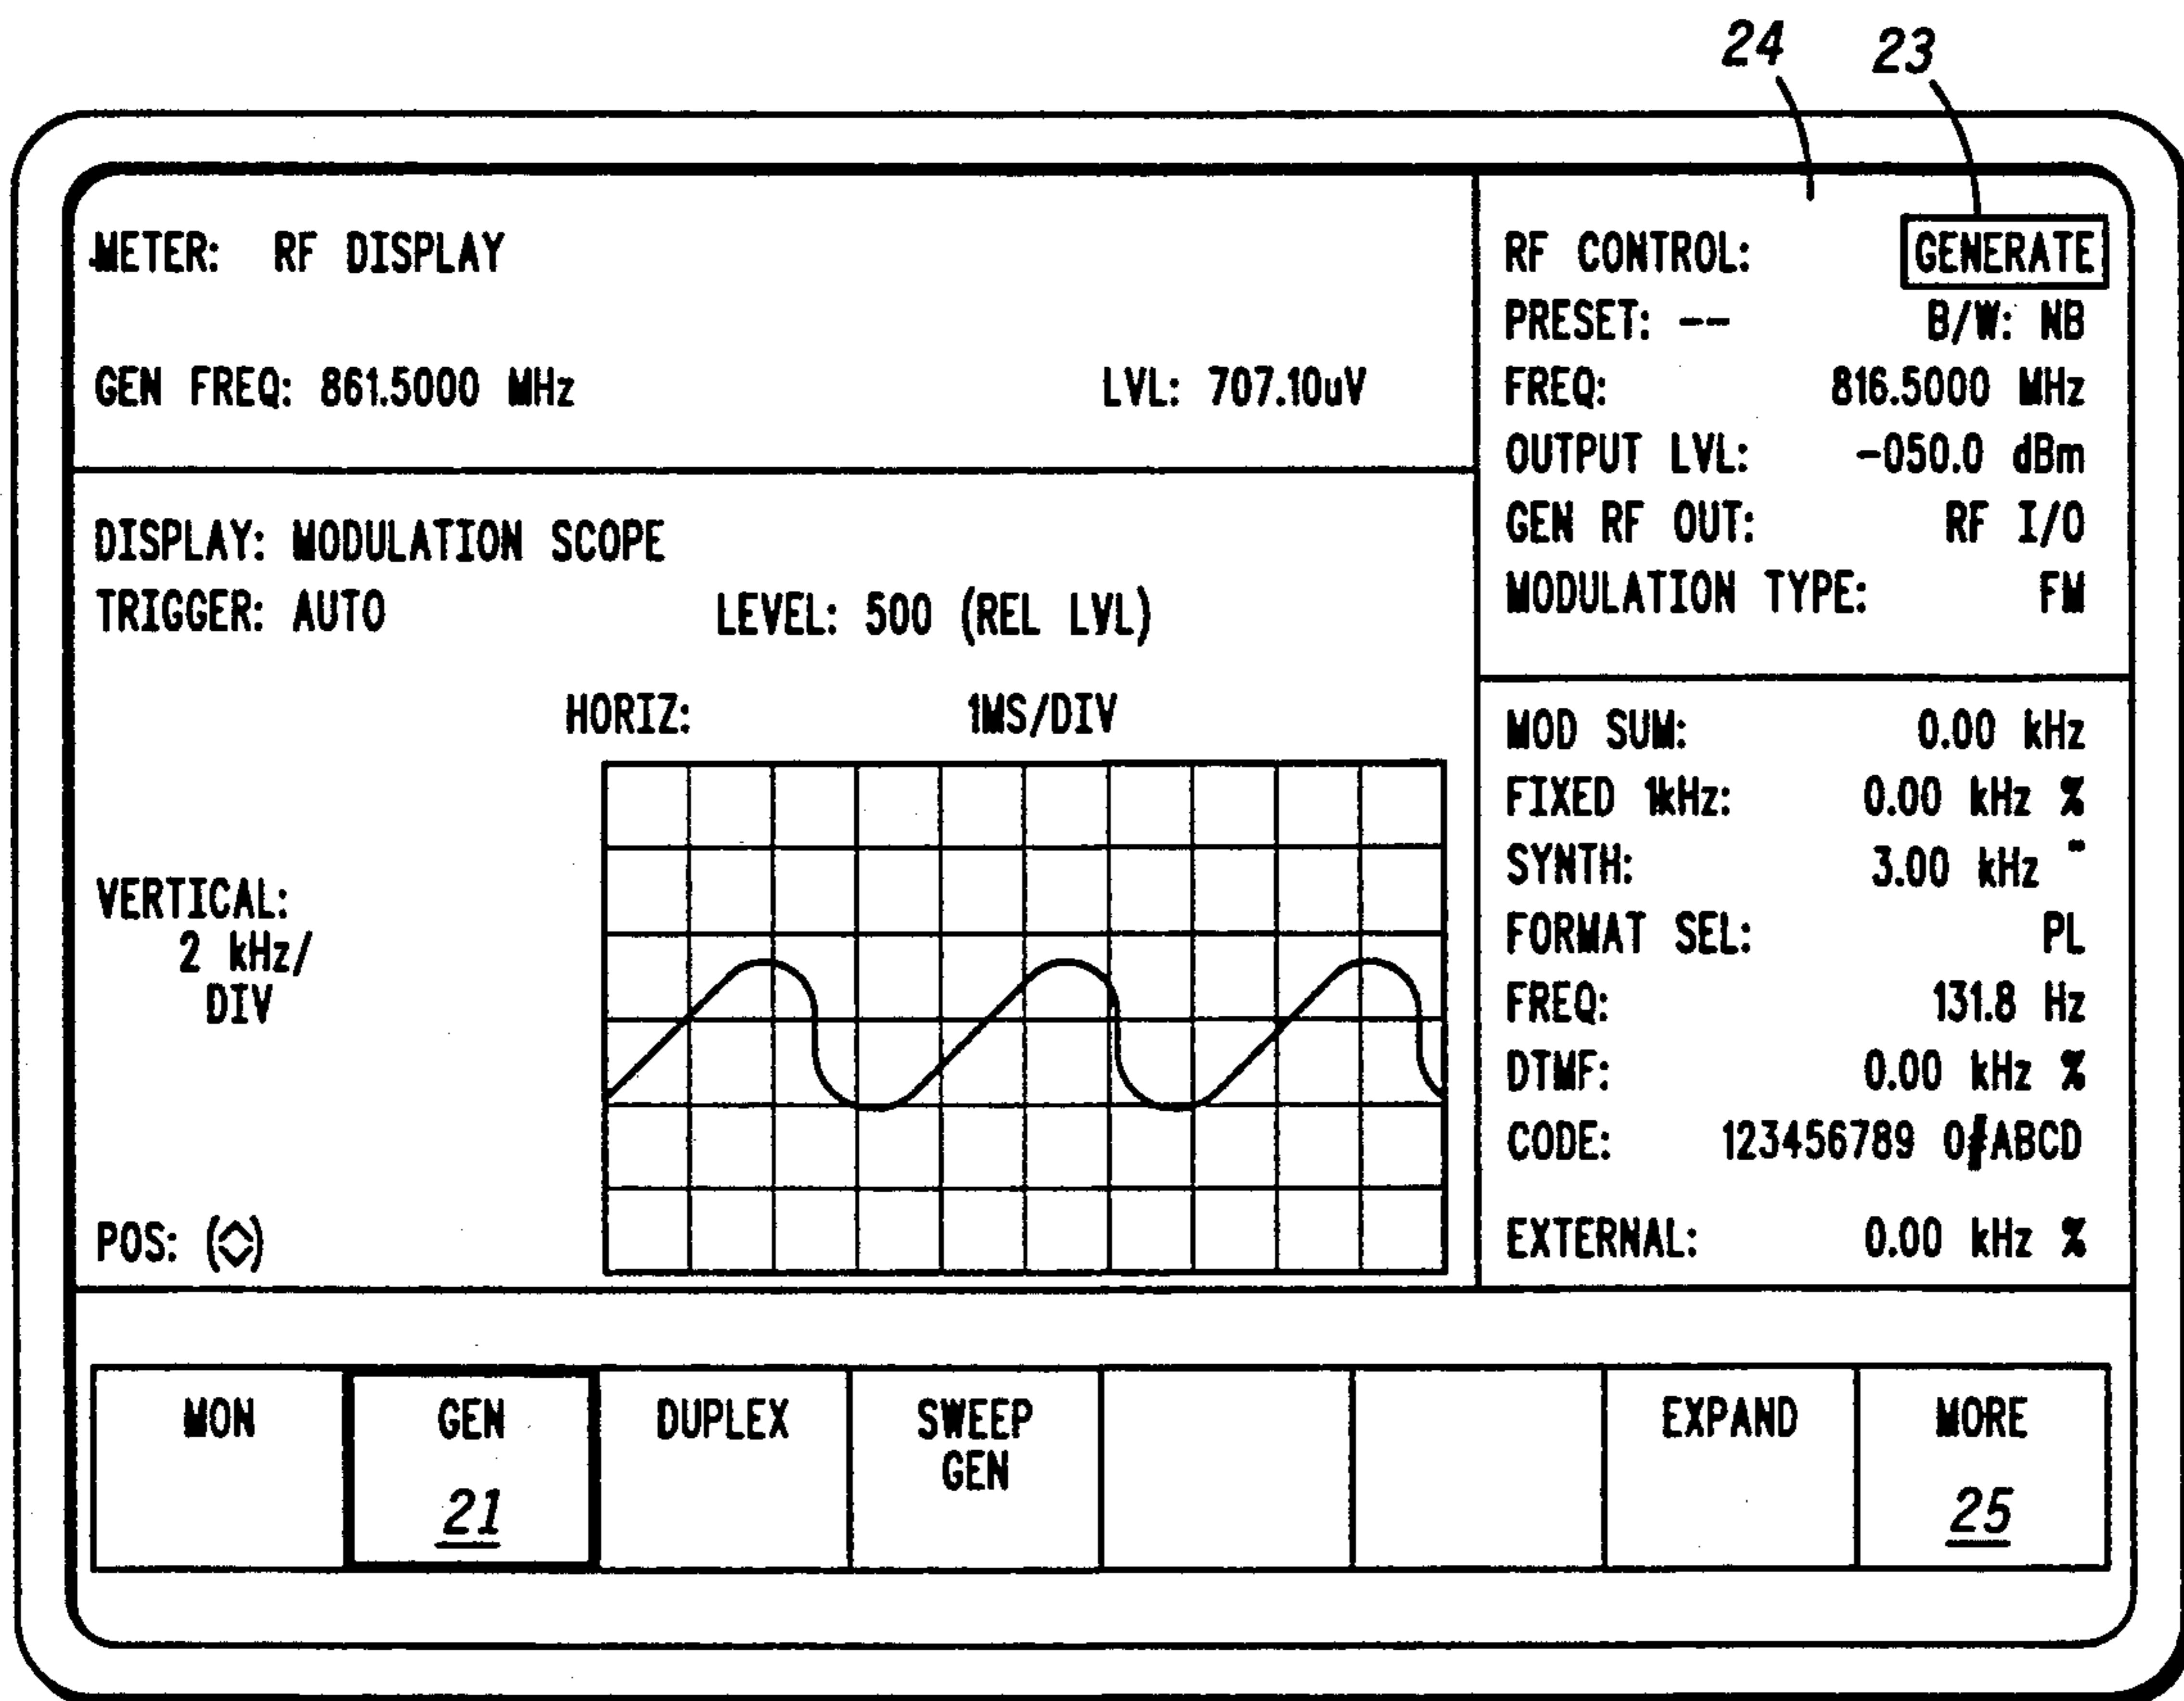 24 23
METER: RF DISPLAY
GEN FREQ: 861.5000 MHz LVL: 707.10uV
RF CONTROL: GENERATE
PRESET: -- B/W: NB
FREQ: 816.5000 MHz
OUTPUT LVL: -050.0 dBm
GEN RF OUT: RF I/O
MODULATION TYPE: FM
DISPLAY: MODULATION SCOPE
TRIGGER: AUTO LEVEL: 500 (REL LVL)
HORIZ: 1MS/DIV
VERTICAL:
2 kHz/
DIV
POS: (◇)
MOD SUM: 0.00 kHz
FIXED 1kHz: 0.00 kHz %
SYNTH: 3.00 kHz ~
FORMAT SEL: PL
FREQ: 131.8 Hz
DTMF: 0.00 kHz %
CODE: 123456789 0#ABCD
EXTERNAL: 0.00 kHz %
MON
GEN
21
DUPLEX
SWEEP
GEN
EXPAND
MORE
25